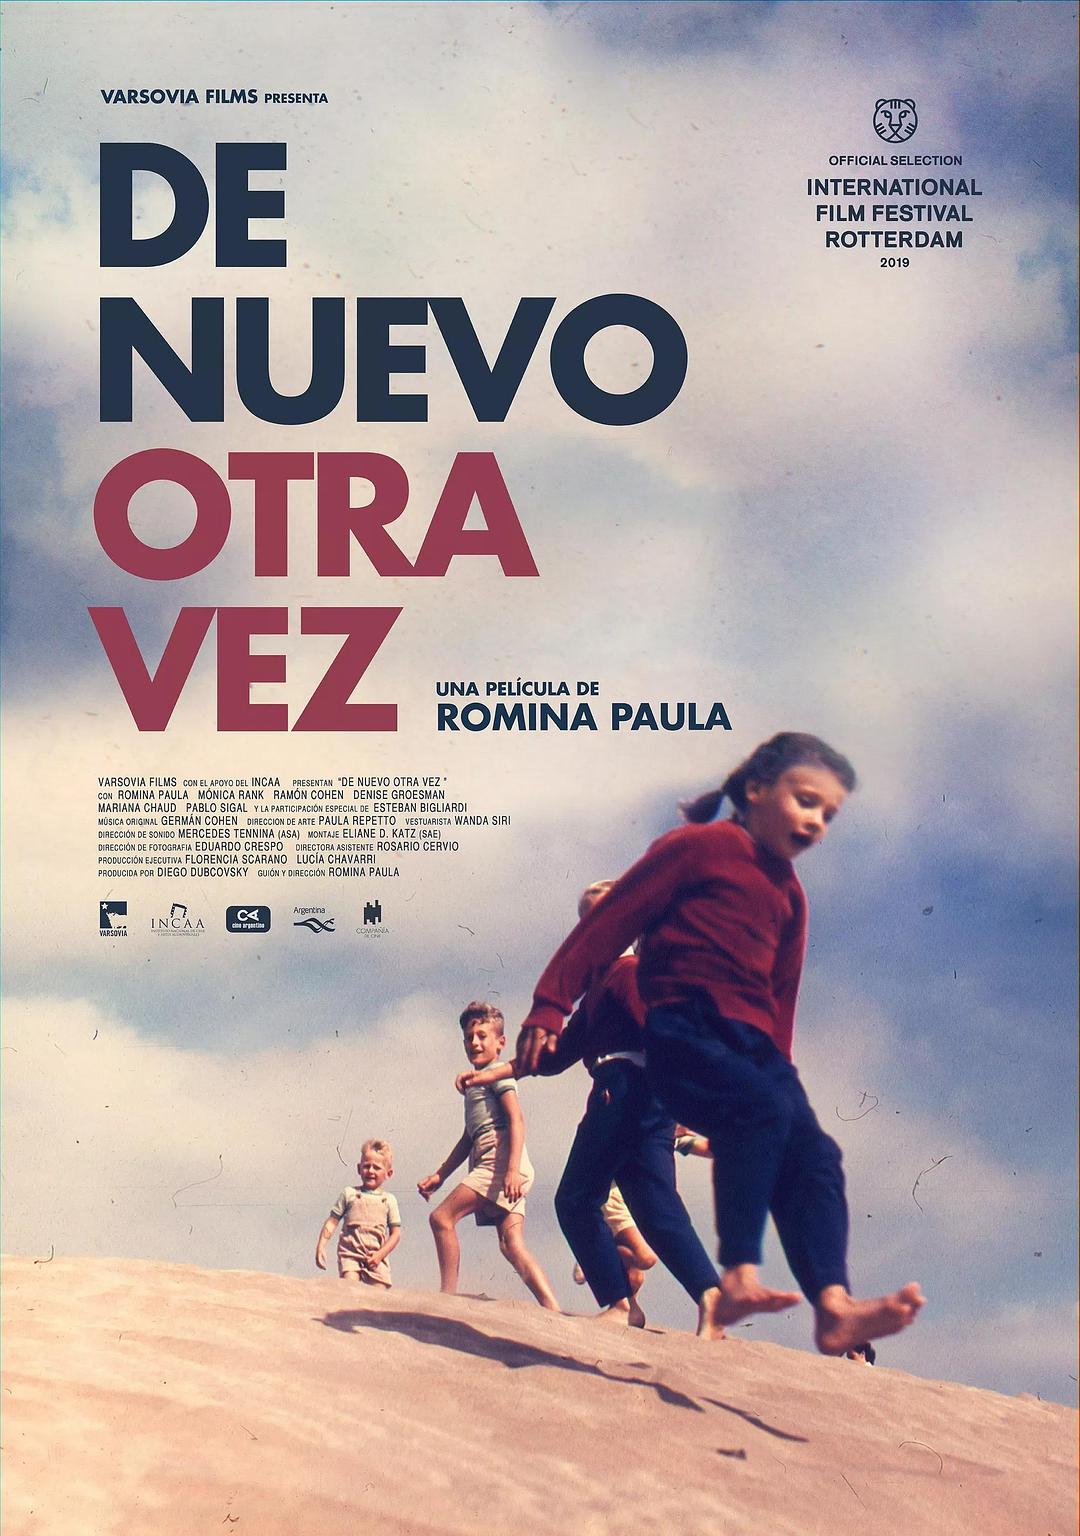 VARSOVIA FILMS PRESENTA
DE
NUEVO
OTRA
VEZ
UNA PELÍCULA DE
ROMINA PAULA
OFFICIAL SELECTION
INTERNATIONAL
FILM FESTIVAL
ROTTERDAM
2019
VARSOVIA FILMS CON EL APOYO DEL INCAA PRESENTAN "DE NUEVO OTRA VEZ "
CON ROMINA PAULA MÓNICA RANK RAMÓN COHEN DENISE GROESMAN
MARIANA CHAUD PABLO SIGAL Y LA PARTICIPACIÓN ESPECIAL DE ESTEBAN BIGLIARDI
MÚSICA ORIGINAL GERMÁN COHEN DIRECCION DE ARTE PAULA REPETTO VESTUARISTA WANDA SIRI
DIRECCIÓN DE SONIDO MERCEDES TENNINA (ASA) MONTAJE ELIANE D. KATZ (SAE)
DIRECCIÓN DE FOTOGRAFIA EDUARDO CRESPO DIRECTORA ASISTENTE ROSARIO CERVIO
PRODUCCIÓN EJECUTIVA FLORENCIA SCARANO LUCÍA CHAVARRI
PRODUCIDA POR DIEGO DUBCOVSKY GUIÓN Y DIRECCIÓN ROMINA PAULA
VARSOVIA
INCAA
CA
cine argentino
Argentina
COMPAÑÍA
DE CINE